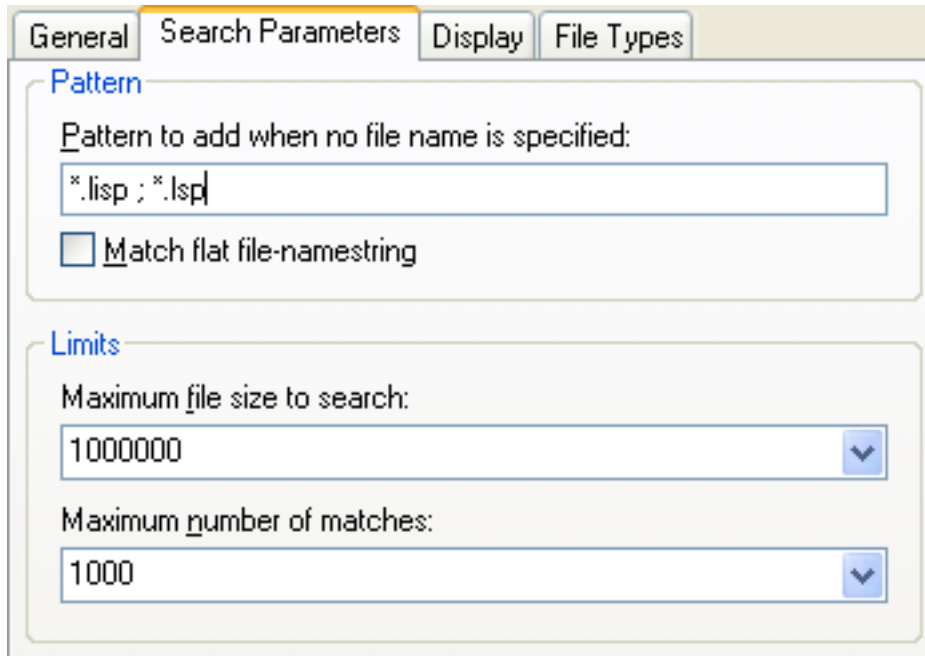 General Search Parameters Display File Types
Pattern
Pattern to add when no file name is specified:
*.lisp ; *.lsp
Match flat file-namestring
Limits
Maximum file size to search:
1000000
Maximum number of matches:
1000